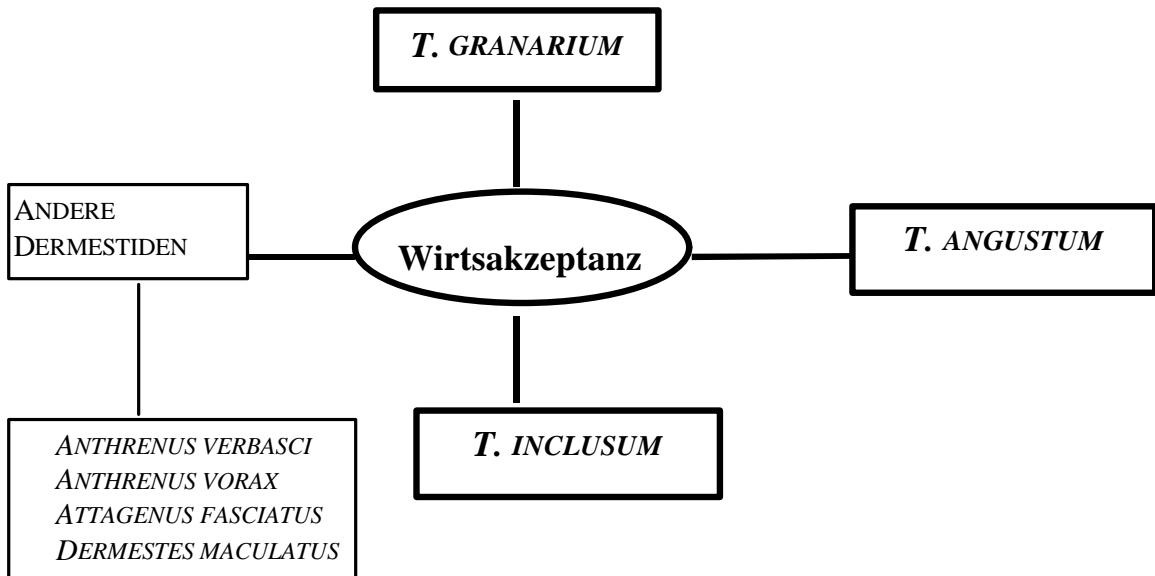 T. GRANARIUM
ANDERE
DERMESTIDEN
Wirtsakzeptanz
T. ANGUSTUM
T. INCLUSUM
ANTHRENUS VERBASCI
ANTHRENUS VORAX
ATTAGENUS FASCIATUS
DERMESTES MACULATUS